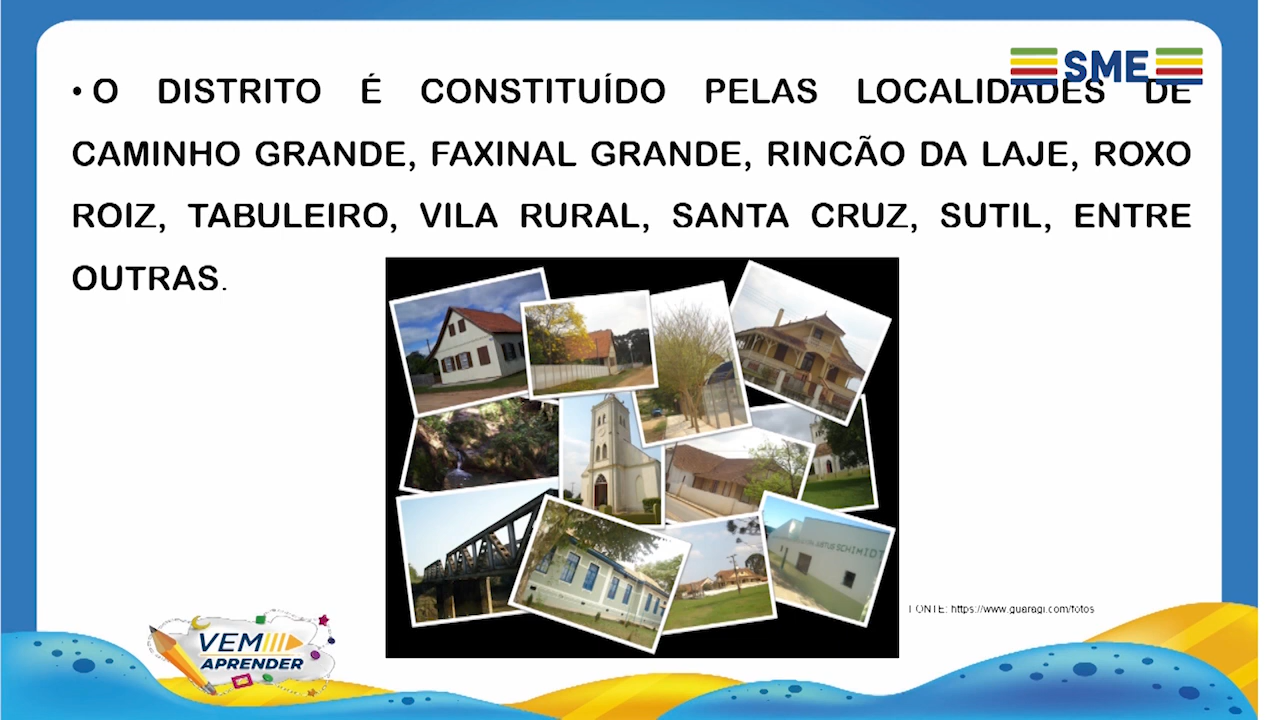 SME
• O DISTRITO É CONSTITUÍDO PELAS LOCALIDADES DE
CAMINHO GRANDE, FAXINAL GRANDE, RINCÃO DA LAJE, ROXO
ROIZ, TABULEIRO, VILA RURAL, SANTA CRUZ, SUTIL, ENTRE
OUTRAS.
SCHIMIDT
FONTE: https://www.guaragi.com/fotos
VEM
APRENDER